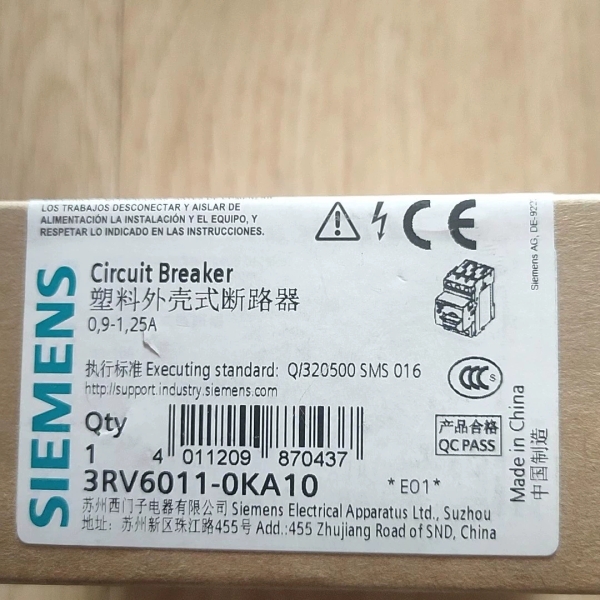 LOS TRABAJOS DESCONECTAR Y AISLAR DE
ALIMENTACIÓN LA INSTALACIÓN Y EL EQUIPO, Y
RESPETAR LO INDICADO EN LAS INSTRUCCIONES.
CE
Siemens AG, DE-922
SIEMENS
Circuit Breaker
塑料外壳式断路器
0,9-1,25A
执行标准 Executing standard: Q/320500 SMS 016
http://support.industry.siemens.com
CCC S
Qty
1
4 011209 870437
产品合格
QC PASS
Made in China
中国制造
3RV6011-0KA10
*E01*
苏州西门子电器有限公司 Siemens Electrical Apparatus Ltd., Suzhou
地址: 苏州新区珠江路455号 Add.:455 Zhujiang Road of SND, China